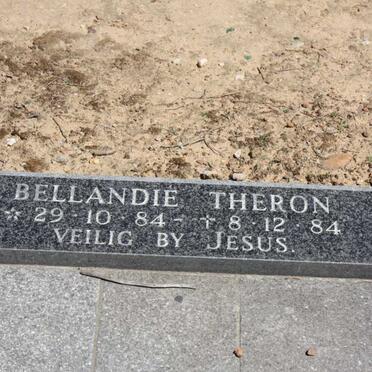 BELLANDIE THERON
☆ 29·10·84 - ✝ 8·12·84
VEILIG BY JESUS